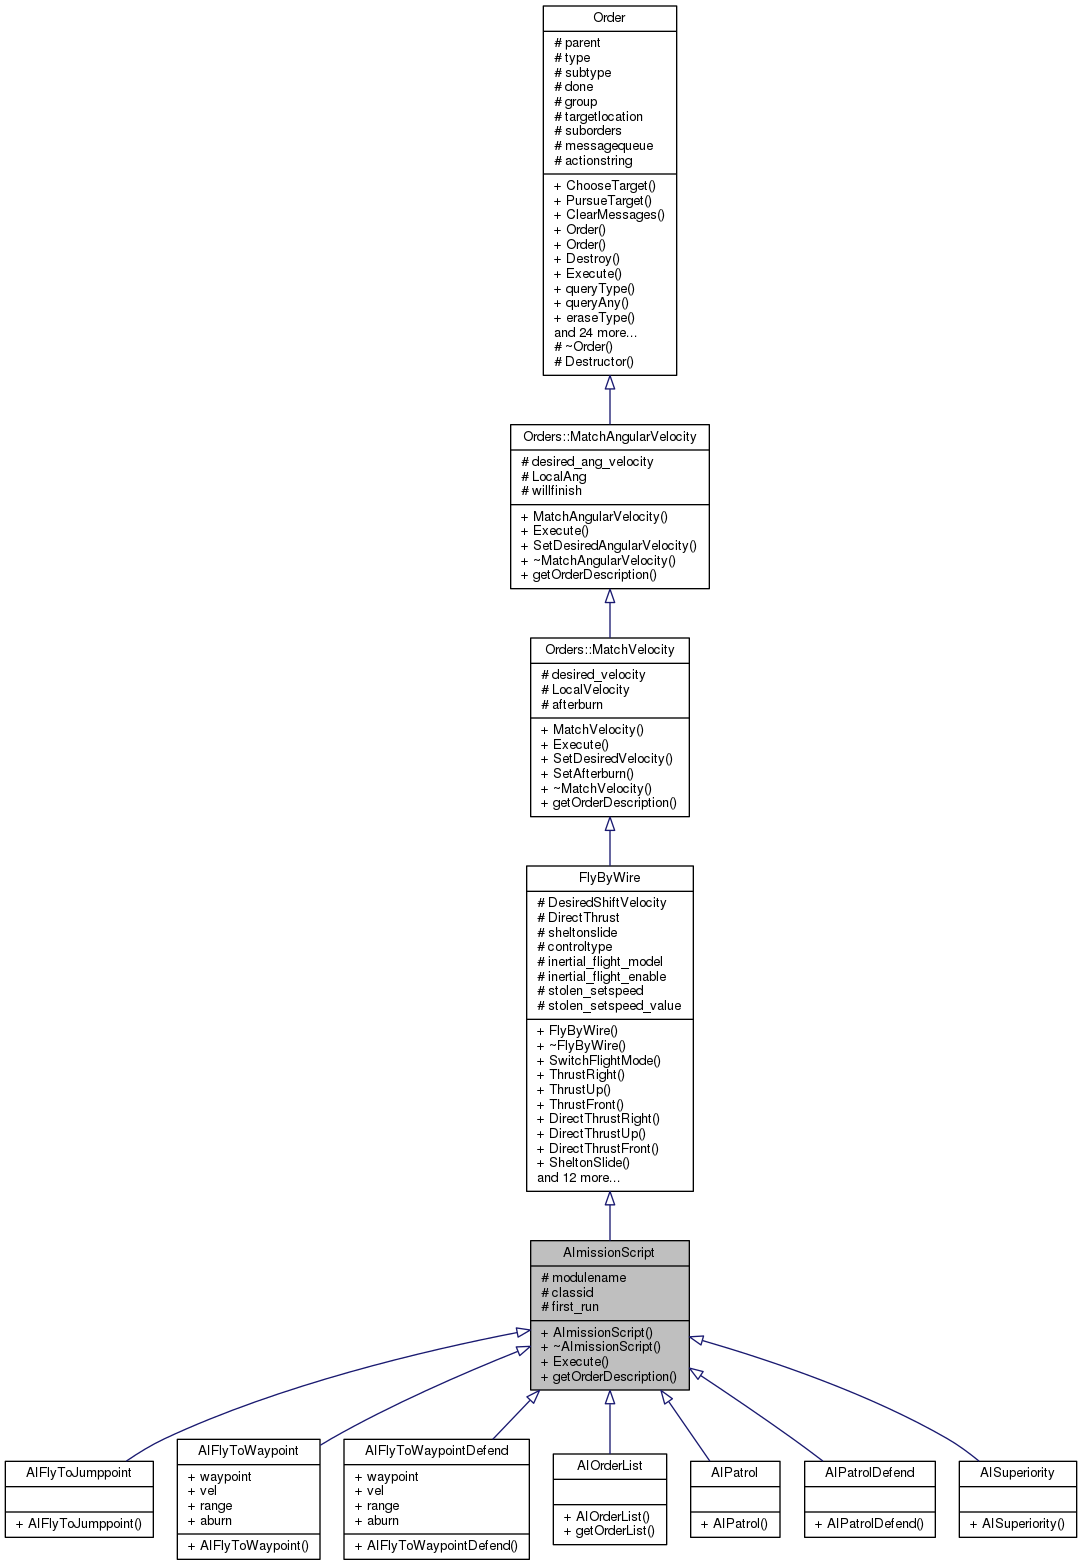 Order
# parent
# type
# subtype
# done
# group
# targetlocation
# suborders
# messagequeue
# actionstring
+ ChooseTarget()
+ PursueTarget()
+ ClearMessages()
+ Order()
+ Order()
+ Destroy()
+ Execute()
+ queryType()
+ queryAny()
+ eraseType()
and 24 more...
# ~Order()
# Destructor()
Orders::MatchAngularVelocity
# desired_ang_velocity
# LocalAng
# willfinish
+ MatchAngularVelocity()
+ Execute()
+ SetDesiredAngularVelocity()
+ ~MatchAngularVelocity()
+ getOrderDescription()
Orders::MatchVelocity
# desired_velocity
# LocalVelocity
# afterburn
+ MatchVelocity()
+ Execute()
+ SetDesiredVelocity()
+ SetAfterburn()
+ ~MatchVelocity()
+ getOrderDescription()
FlyByWire
# DesiredShiftVelocity
# DirectThrust
# sheltonslide
# controltype
# inertial_flight_model
# inertial_flight_enable
# stolen_setspeed
# stolen_setspeed_value
+ FlyByWire()
+ ~FlyByWire()
+ SwitchFlightMode()
+ ThrustRight()
+ ThrustUp()
+ ThrustFront()
+ DirectThrustRight()
+ DirectThrustUp()
+ DirectThrustFront()
+ SheltonSlide()
and 12 more...
AImissionScript
# modulename
# classid
# first_run
+ AImissionScript()
+ ~AImissionScript()
+ Execute()
+ getOrderDescription()
AIFlyToJumppoint
+ AIFlyToJumppoint()
AIFlyToWaypoint
+ waypoint
+ vel
+ range
+ aburn
+ AIFlyToWaypoint()
AIFlyToWaypointDefend
+ waypoint
+ vel
+ range
+ aburn
+ AIFlyToWaypointDefend()
AIOrderList
+ AIOrderList()
+ getOrderList()
AIPatrol
+ AIPatrol()
AIPatrolDefend
+ AIPatrolDefend()
AISuperiority
+ AISuperiority()